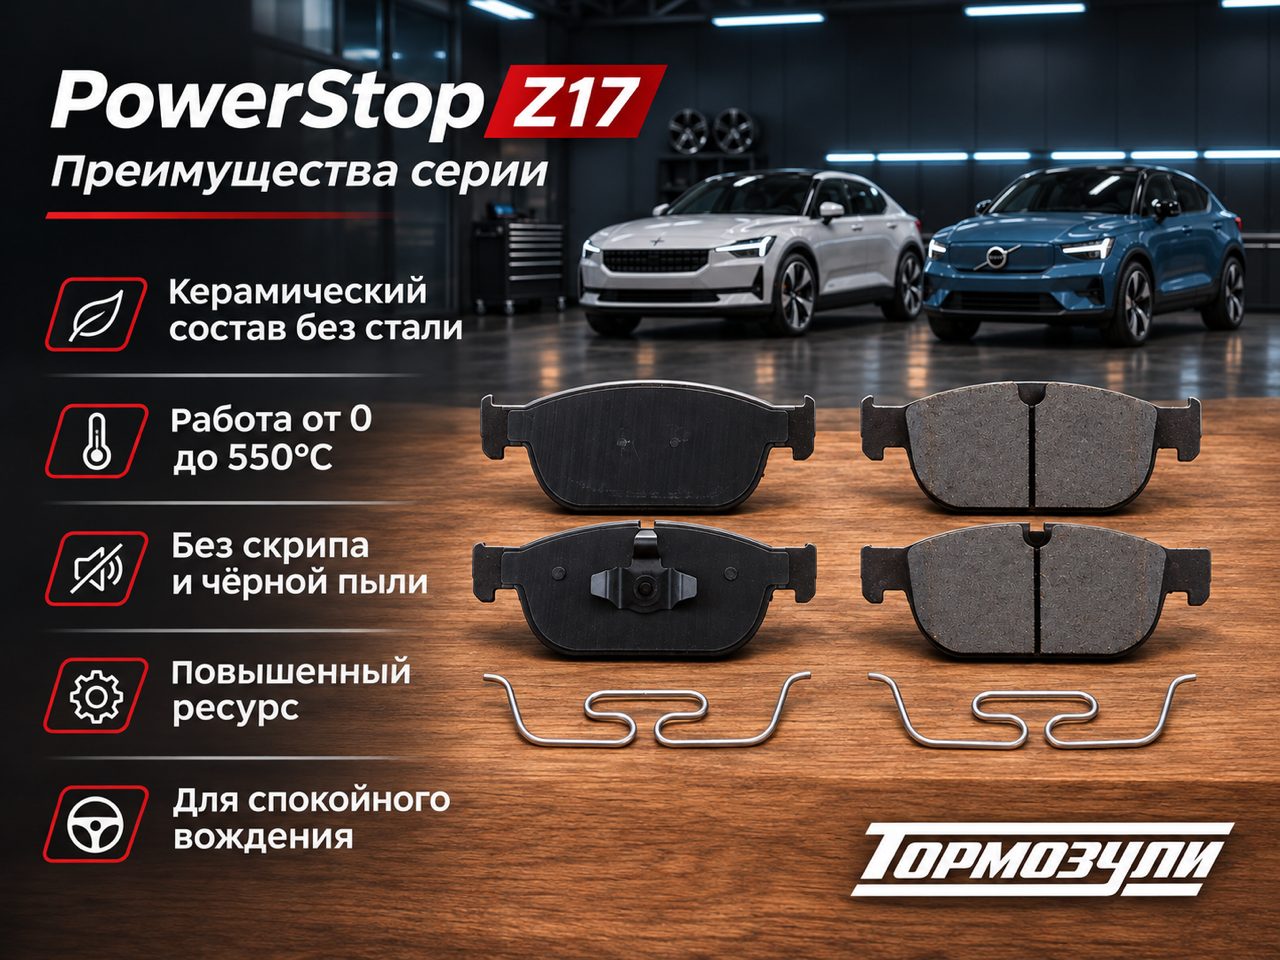 PowerStop Z17
Преимущества серии
Керамический
состав без стали
Работа от 0
до 550°C
Без скрипа
и чёрной пыли
Повышенный
ресурс
Для спокойного
вождения
ТОРМОЗУЛИ